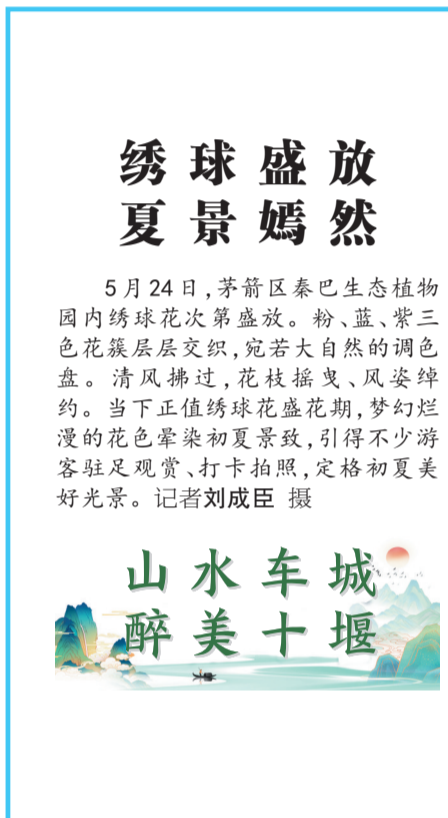 绣球盛放
夏景嫣然
5月24日,茅箭区秦巴生态植物
园内绣球花次第盛放。粉、蓝、紫三
色花簇层层交织,宛若大自然的调色
盘。清风拂过,花枝摇曳、风姿绰
约。当下正值绣球花盛花期,梦幻烂
漫的花色晕染初夏景致,引得不少游
客驻足观赏、打卡拍照,定格初夏美
好光景。记者刘成臣 摄
山水车城
醉美十堰